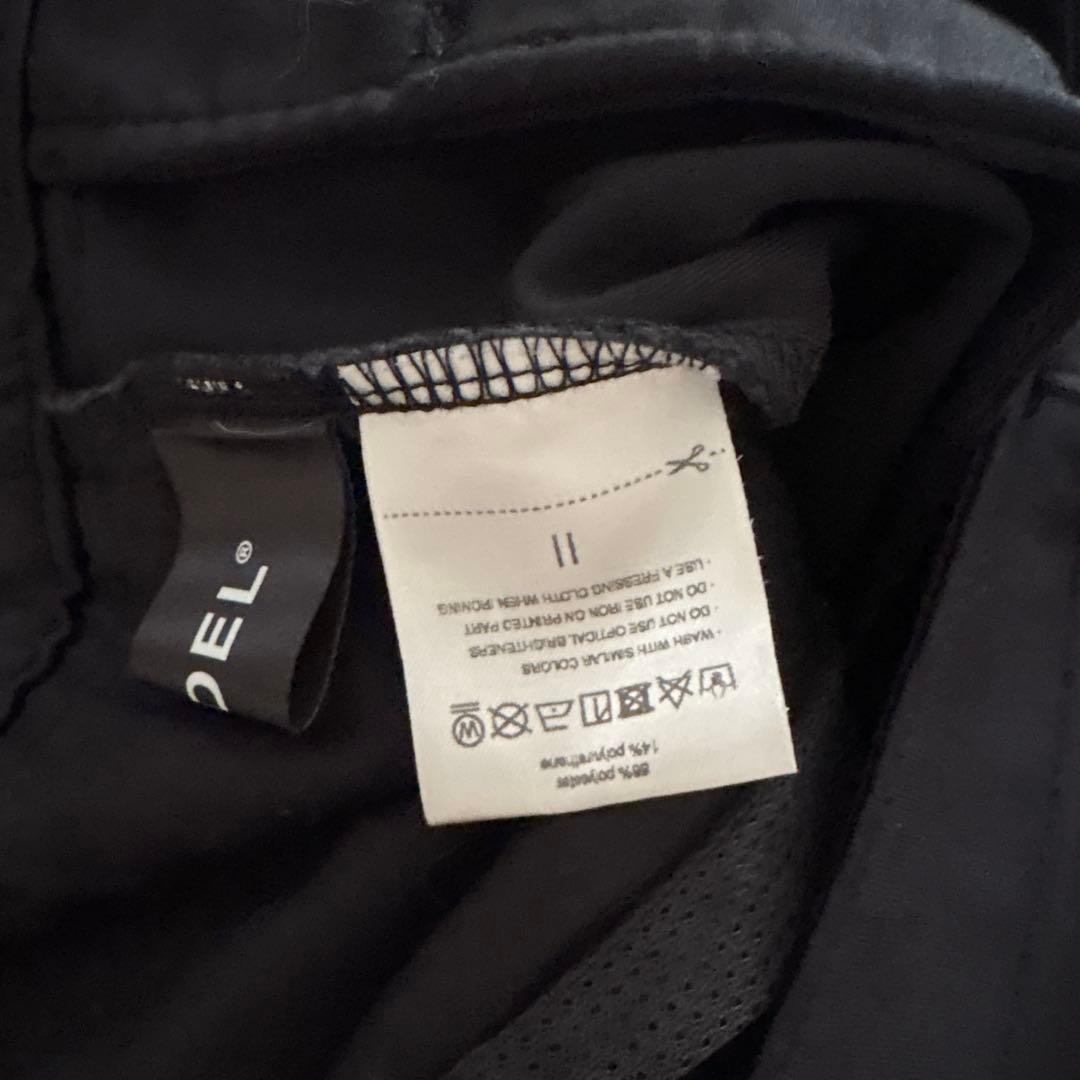 DEL®
86% polyester
14% polyurethane
W
· WASH WITH SIMILAR COLORS
· DO NOT USE OPTICAL BRIGHTENERS
· DO NOT USE IRON ON PRINTED PART
· USE A PRESSING CLOTH WHEN IRONING